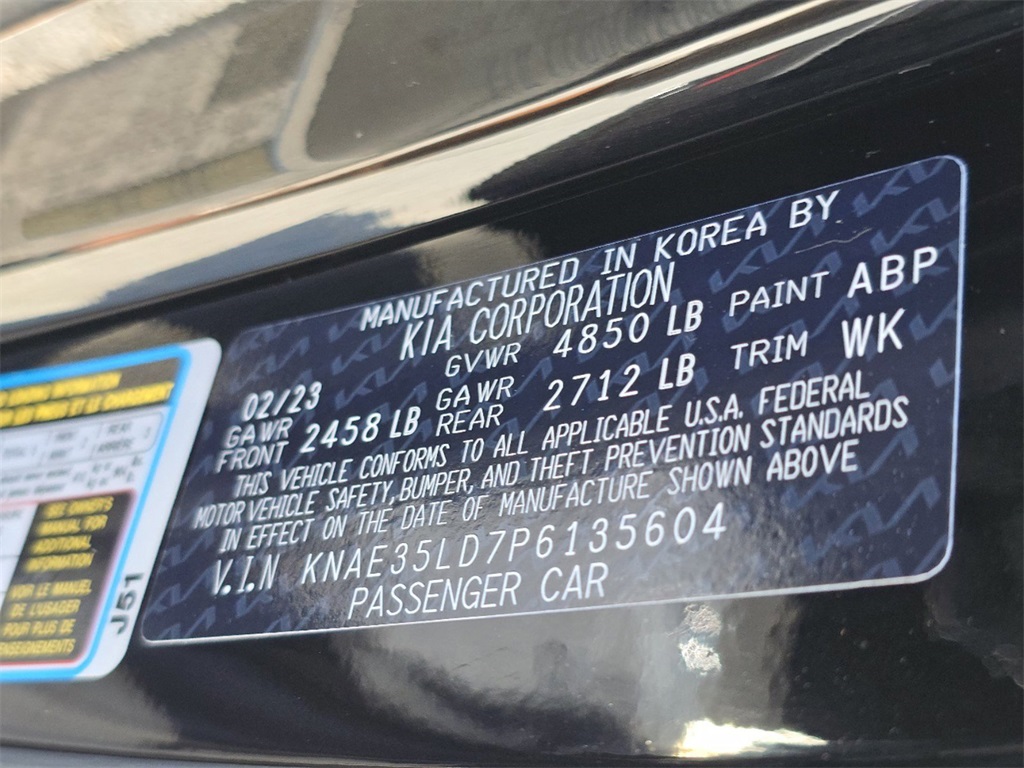 MANUFACTURED IN KOREA BY
KIA CORPORATION
02/23 GVWR 4850 LB PAINT ABP
GAWR FRONT 2458 LB GAWR REAR 2712 LB TRIM WK
THIS VEHICLE CONFORMS TO ALL APPLICABLE U.S.A. FEDERAL
MOTOR VEHICLE SAFETY, BUMPER, AND THEFT PREVENTION STANDARDS
IN EFFECT ON THE DATE OF MANUFACTURE SHOWN ABOVE
V.I.N KNAE35LD7P6135604
PASSENGER CAR
SEE OWNER'S
MANUAL FOR
ADDITIONAL
INFORMATION
VOIR LE MANUEL
DE L'USAGER
POUR PLUS DE
J51